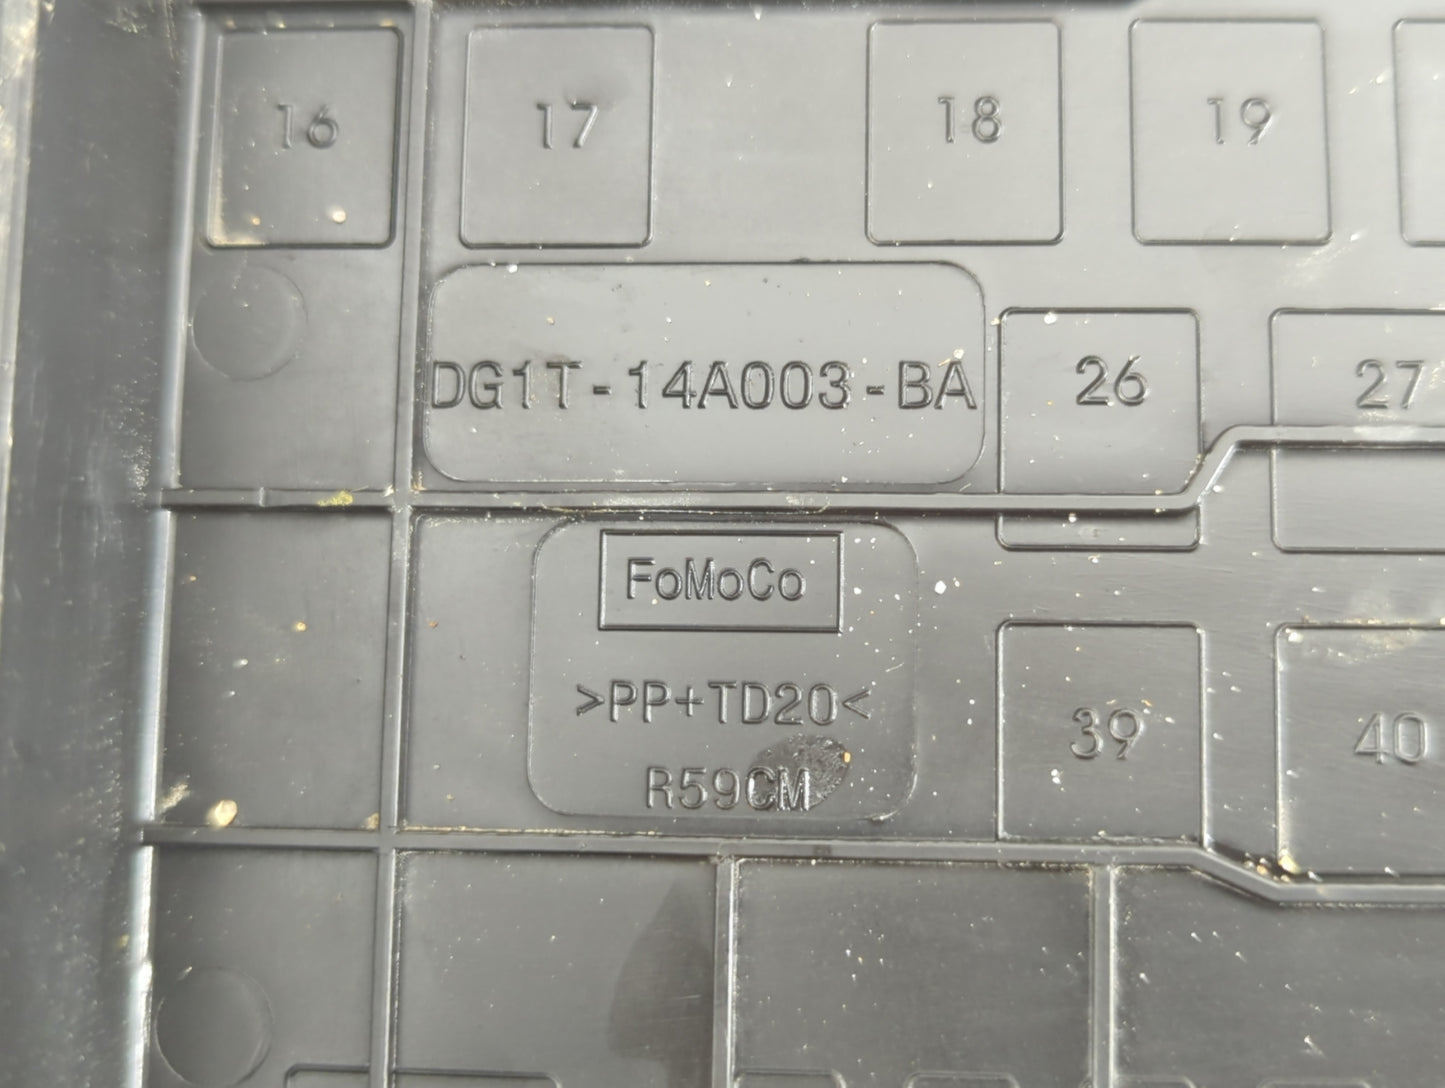 16 17 18 19
DG1T-14A003-BA
26 27
FoMoCo
>PP+TD20<
R59CM
39 40